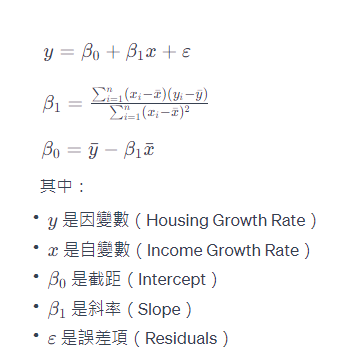 y = β₀ + β₁x + ε
β₁ = ∑ⁿᵢ₌₁(xᵢ−x̄)(yᵢ−ȳ) / ∑ⁿᵢ₌₁(xᵢ−x̄)²
β₀ = ȳ − β₁x̄
其中：
• y 是因變數（Housing Growth Rate）
• x 是自變數（Income Growth Rate）
• β₀ 是截距（Intercept）
• β₁ 是斜率（Slope）
• ε 是誤差項（Residuals）